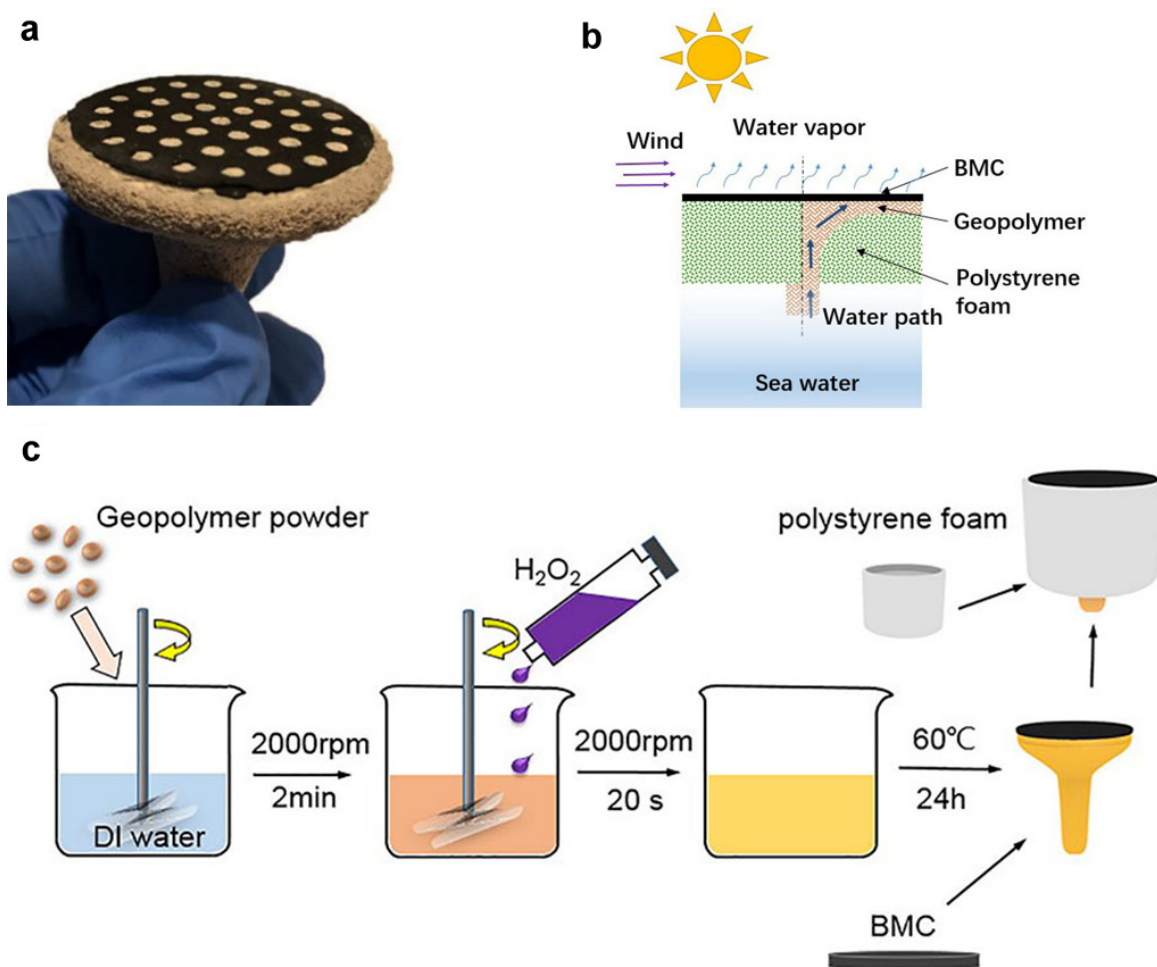 a
b
Water vapor
Wind
BMC
Geopolymer
Polystyrene
foam
Water path
Sea water
c
Geopolymer powder
H₂O₂
polystyrene foam
2000rpm
2min
2000rpm
20 s
60℃
24h
DI water
BMC